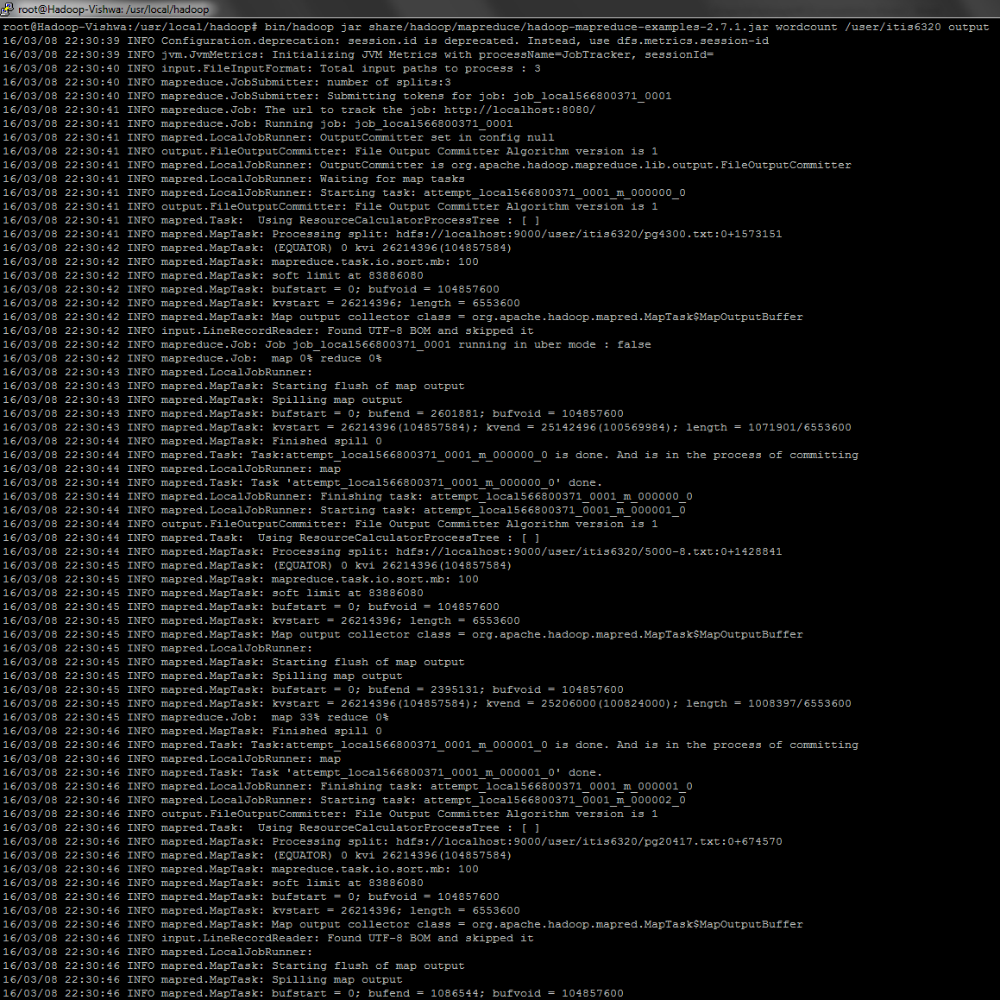 root@Hadoop-Vishwa: /usr/local/hadoop
root@Hadoop-Vishwa:/usr/local/hadoop# bin/hadoop jar share/hadoop/mapreduce/hadoop-mapreduce-examples-2.7.1.jar wordcount /user/itis6320 output
16/03/08 22:30:39 INFO Configuration.deprecation: session.id is deprecated. Instead, use dfs.metrics.session-id
16/03/08 22:30:39 INFO jvm.JvmMetrics: Initializing JVM Metrics with processName=JobTracker, sessionId=
16/03/08 22:30:40 INFO input.FileInputFormat: Total input paths to process : 3
16/03/08 22:30:40 INFO mapreduce.JobSubmitter: number of splits:3
16/03/08 22:30:40 INFO mapreduce.JobSubmitter: Submitting tokens for job: job_local566800371_0001
16/03/08 22:30:41 INFO mapreduce.Job: The url to track the job: http://localhost:8080/
16/03/08 22:30:41 INFO mapreduce.Job: Running job: job_local566800371_0001
16/03/08 22:30:41 INFO mapred.LocalJobRunner: OutputCommitter set in config null
16/03/08 22:30:41 INFO output.FileOutputCommitter: File Output Committer Algorithm version is 1
16/03/08 22:30:41 INFO mapred.LocalJobRunner: OutputCommitter is org.apache.hadoop.mapreduce.lib.output.FileOutputCommitter
16/03/08 22:30:41 INFO mapred.LocalJobRunner: Waiting for map tasks
16/03/08 22:30:41 INFO mapred.LocalJobRunner: Starting task: attempt_local566800371_0001_m_000000_0
16/03/08 22:30:41 INFO output.FileOutputCommitter: File Output Committer Algorithm version is 1
16/03/08 22:30:41 INFO mapred.Task:  Using ResourceCalculatorProcessTree : [ ]
16/03/08 22:30:41 INFO mapred.MapTask: Processing split: hdfs://localhost:9000/user/itis6320/pg4300.txt:0+1573151
16/03/08 22:30:42 INFO mapred.MapTask: (EQUATOR) 0 kvi 26214396(104857584)
16/03/08 22:30:42 INFO mapred.MapTask: mapreduce.task.io.sort.mb: 100
16/03/08 22:30:42 INFO mapred.MapTask: soft limit at 83886080
16/03/08 22:30:42 INFO mapred.MapTask: bufstart = 0; bufvoid = 104857600
16/03/08 22:30:42 INFO mapred.MapTask: kvstart = 26214396; length = 6553600
16/03/08 22:30:42 INFO mapred.MapTask: Map output collector class = org.apache.hadoop.mapred.MapTask$MapOutputBuffer
16/03/08 22:30:42 INFO input.LineRecordReader: Found UTF-8 BOM and skipped it
16/03/08 22:30:42 INFO mapreduce.Job: Job job_local566800371_0001 running in uber mode : false
16/03/08 22:30:42 INFO mapreduce.Job:  map 0% reduce 0%
16/03/08 22:30:43 INFO mapred.LocalJobRunner:
16/03/08 22:30:43 INFO mapred.MapTask: Starting flush of map output
16/03/08 22:30:43 INFO mapred.MapTask: Spilling map output
16/03/08 22:30:43 INFO mapred.MapTask: bufstart = 0; bufend = 2601881; bufvoid = 104857600
16/03/08 22:30:43 INFO mapred.MapTask: kvstart = 26214396(104857584); kvend = 25142496(100569984); length = 1071901/6553600
16/03/08 22:30:44 INFO mapred.MapTask: Finished spill 0
16/03/08 22:30:44 INFO mapred.Task: Task:attempt_local566800371_0001_m_000000_0 is done. And is in the process of committing
16/03/08 22:30:44 INFO mapred.LocalJobRunner: map
16/03/08 22:30:44 INFO mapred.Task: Task 'attempt_local566800371_0001_m_000000_0' done.
16/03/08 22:30:44 INFO mapred.LocalJobRunner: Finishing task: attempt_local566800371_0001_m_000000_0
16/03/08 22:30:44 INFO mapred.LocalJobRunner: Starting task: attempt_local566800371_0001_m_000001_0
16/03/08 22:30:44 INFO output.FileOutputCommitter: File Output Committer Algorithm version is 1
16/03/08 22:30:44 INFO mapred.Task:  Using ResourceCalculatorProcessTree : [ ]
16/03/08 22:30:44 INFO mapred.MapTask: Processing split: hdfs://localhost:9000/user/itis6320/5000-8.txt:0+1428841
16/03/08 22:30:45 INFO mapred.MapTask: (EQUATOR) 0 kvi 26214396(104857584)
16/03/08 22:30:45 INFO mapred.MapTask: mapreduce.task.io.sort.mb: 100
16/03/08 22:30:45 INFO mapred.MapTask: soft limit at 83886080
16/03/08 22:30:45 INFO mapred.MapTask: bufstart = 0; bufvoid = 104857600
16/03/08 22:30:45 INFO mapred.MapTask: kvstart = 26214396; length = 6553600
16/03/08 22:30:45 INFO mapred.MapTask: Map output collector class = org.apache.hadoop.mapred.MapTask$MapOutputBuffer
16/03/08 22:30:45 INFO mapred.LocalJobRunner:
16/03/08 22:30:45 INFO mapred.MapTask: Starting flush of map output
16/03/08 22:30:45 INFO mapred.MapTask: Spilling map output
16/03/08 22:30:45 INFO mapred.MapTask: bufstart = 0; bufend = 2395131; bufvoid = 104857600
16/03/08 22:30:45 INFO mapred.MapTask: kvstart = 26214396(104857584); kvend = 25206000(100824000); length = 1008397/6553600
16/03/08 22:30:45 INFO mapreduce.Job:  map 33% reduce 0%
16/03/08 22:30:46 INFO mapred.MapTask: Finished spill 0
16/03/08 22:30:46 INFO mapred.Task: Task:attempt_local566800371_0001_m_000001_0 is done. And is in the process of committing
16/03/08 22:30:46 INFO mapred.LocalJobRunner: map
16/03/08 22:30:46 INFO mapred.Task: Task 'attempt_local566800371_0001_m_000001_0' done.
16/03/08 22:30:46 INFO mapred.LocalJobRunner: Finishing task: attempt_local566800371_0001_m_000001_0
16/03/08 22:30:46 INFO mapred.LocalJobRunner: Starting task: attempt_local566800371_0001_m_000002_0
16/03/08 22:30:46 INFO output.FileOutputCommitter: File Output Committer Algorithm version is 1
16/03/08 22:30:46 INFO mapred.Task:  Using ResourceCalculatorProcessTree : [ ]
16/03/08 22:30:46 INFO mapred.MapTask: Processing split: hdfs://localhost:9000/user/itis6320/pg20417.txt:0+674570
16/03/08 22:30:46 INFO mapred.MapTask: (EQUATOR) 0 kvi 26214396(104857584)
16/03/08 22:30:46 INFO mapred.MapTask: mapreduce.task.io.sort.mb: 100
16/03/08 22:30:46 INFO mapred.MapTask: soft limit at 83886080
16/03/08 22:30:46 INFO mapred.MapTask: bufstart = 0; bufvoid = 104857600
16/03/08 22:30:46 INFO mapred.MapTask: kvstart = 26214396; length = 6553600
16/03/08 22:30:46 INFO mapred.MapTask: Map output collector class = org.apache.hadoop.mapred.MapTask$MapOutputBuffer
16/03/08 22:30:46 INFO input.LineRecordReader: Found UTF-8 BOM and skipped it
16/03/08 22:30:46 INFO mapred.LocalJobRunner:
16/03/08 22:30:46 INFO mapred.MapTask: Starting flush of map output
16/03/08 22:30:46 INFO mapred.MapTask: Spilling map output
16/03/08 22:30:46 INFO mapred.MapTask: bufstart = 0; bufend = 1086544; bufvoid = 104857600